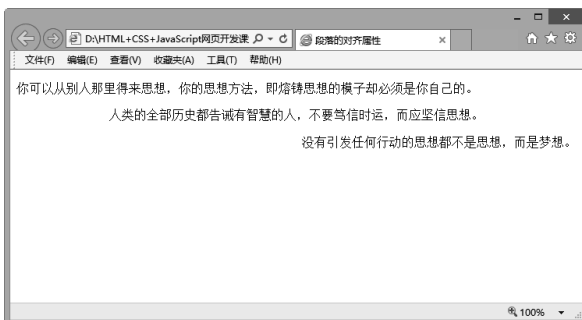 D:\HTML+CSS+JavaScript网页开发课
段落的对齐属性
文件(F) 编辑(E) 查看(V) 收藏夹(A) 工具(T) 帮助(H)
你可以从别人那里得来思想，你的思想方法，即熔铸思想的模子却必须是你自己的。
人类的全部历史都告诫有智慧的人，不要笃信时运，而应坚信思想。
没有引发任何行动的思想都不是思想，而是梦想。
100%